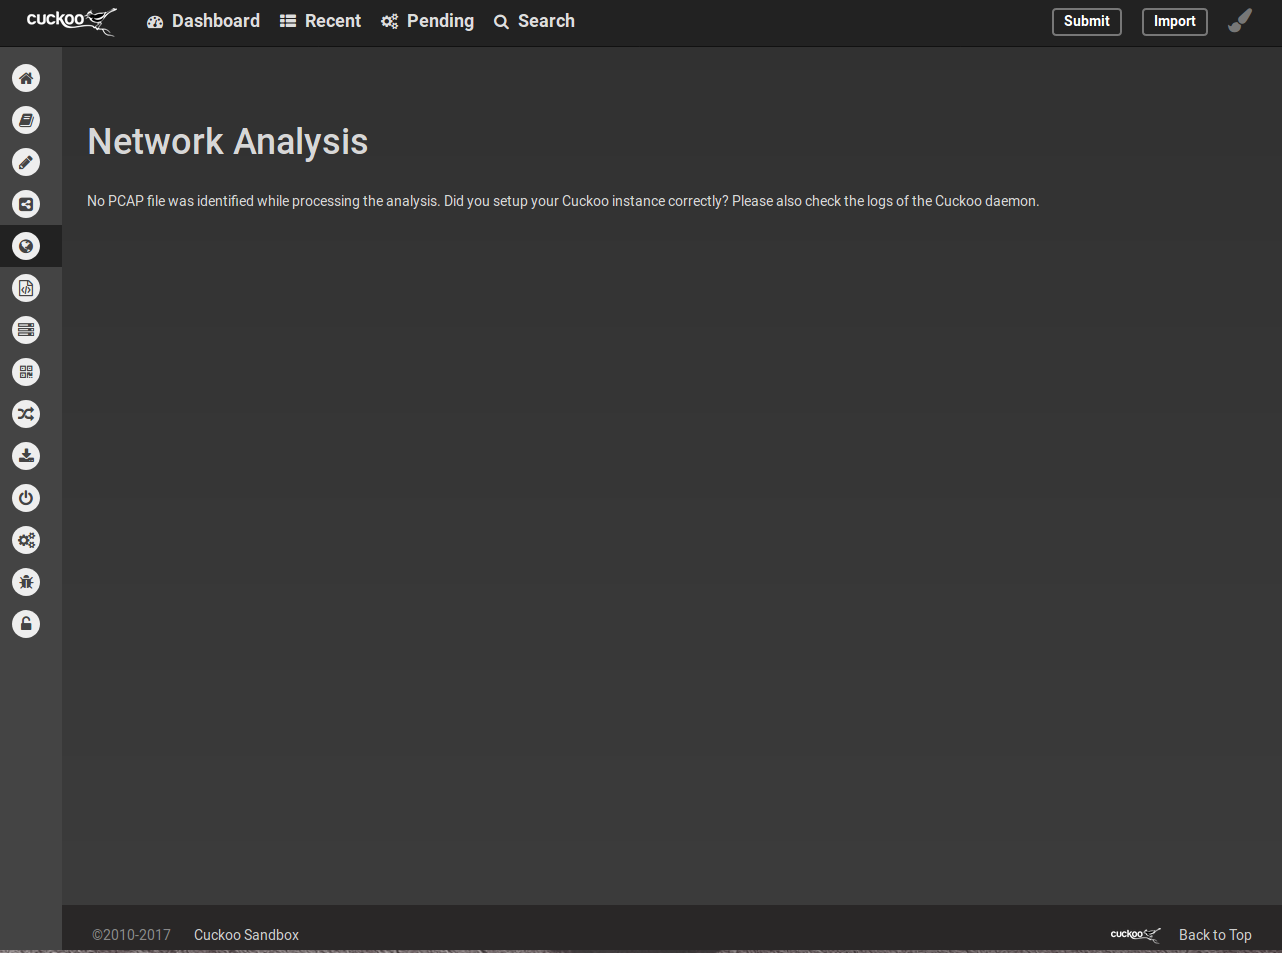 cuckoo Dashboard Recent Pending Search Submit Import
Network Analysis
No PCAP file was identified while processing the analysis. Did you setup your Cuckoo instance correctly? Please also check the logs of the Cuckoo daemon.
©2010-2017 Cuckoo Sandbox cuckoo Back to Top